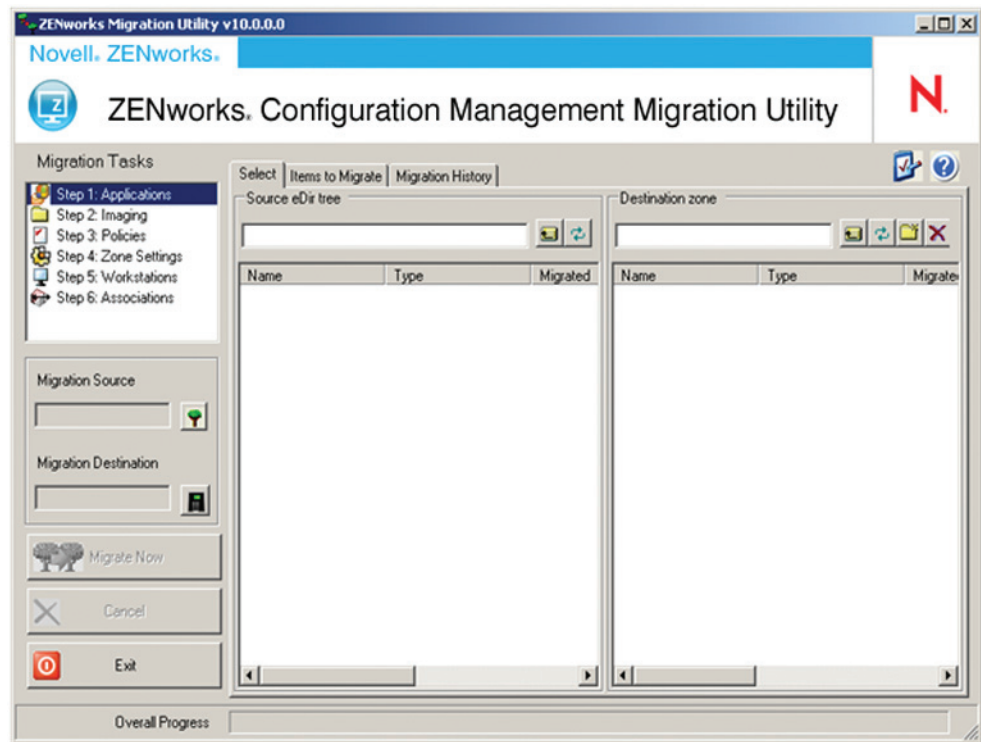 ZENworks Migration Utility v10.0.0.0
Novell® ZENworks®
ZENworks® Configuration Management Migration Utility
N.
Migration Tasks
Step 1: Applications
Step 2: Imaging
Step 3: Policies
Step 4: Zone Settings
Step 5: Workstations
Step 6: Associations
Select
Items to Migrate
Migration History
Source eDir tree
Destination zone
Name Type Migrated
Name Type Migrate
Migration Source
Migration Destination
Migrate Now
Cancel
Exit
Overall Progress